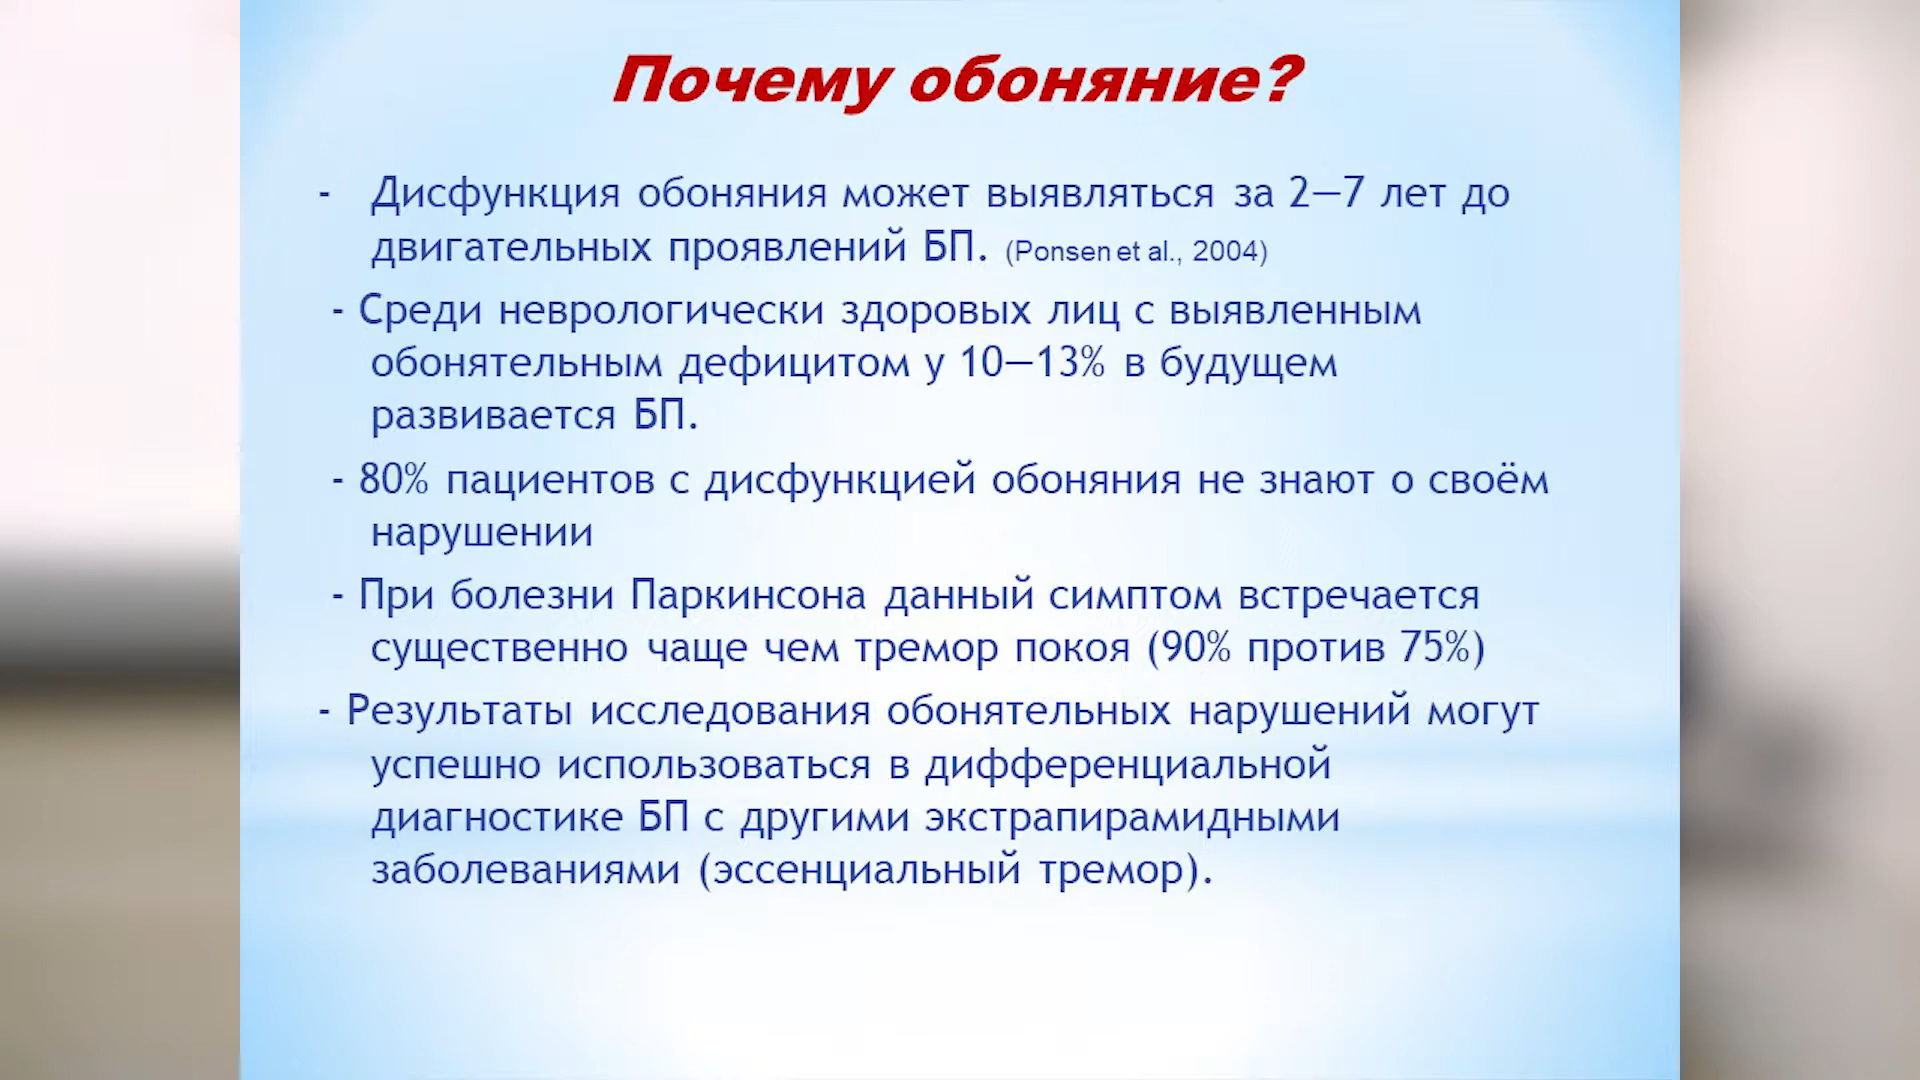 Почему обоняние?
- Дисфункция обоняния может выявляться за 2—7 лет до
двигательных проявлений БП. (Ponsen et al., 2004)
- Среди неврологически здоровых лиц с выявленным
обонятельным дефицитом у 10—13% в будущем
развивается БП.
- 80% пациентов с дисфункцией обоняния не знают о своём
нарушении
- При болезни Паркинсона данный симптом встречается
существенно чаще чем тремор покоя (90% против 75%)
- Результаты исследования обонятельных нарушений могут
успешно использоваться в дифференциальной
диагностике БП с другими экстрапирамидными
заболеваниями (эссенциальный тремор).